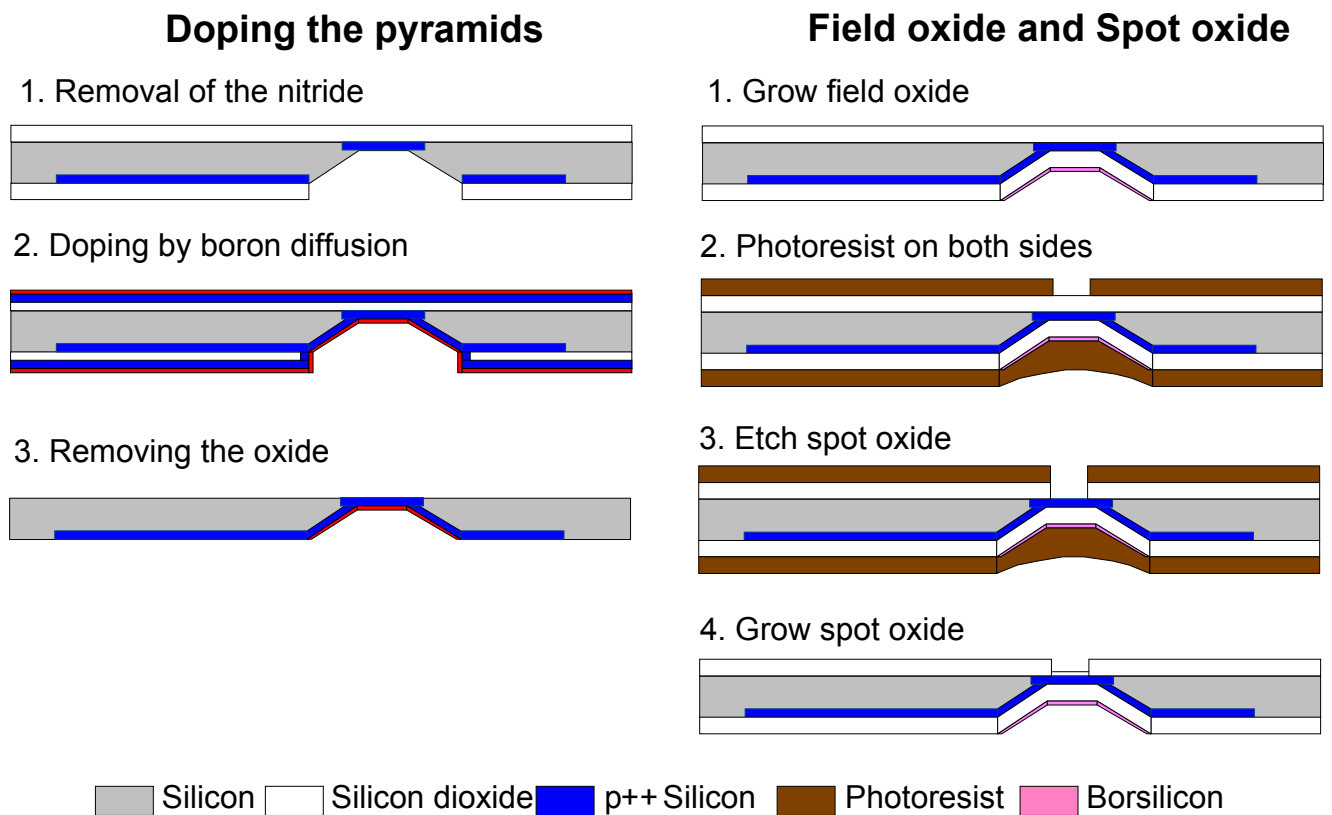 Doping the pyramids
1. Removal of the nitride
2. Doping by boron diffusion
3. Removing the oxide
Field oxide and Spot oxide
1. Grow field oxide
2. Photoresist on both sides
3. Etch spot oxide
4. Grow spot oxide
Silicon Silicon dioxide p++ Silicon Photoresist Borsilicon